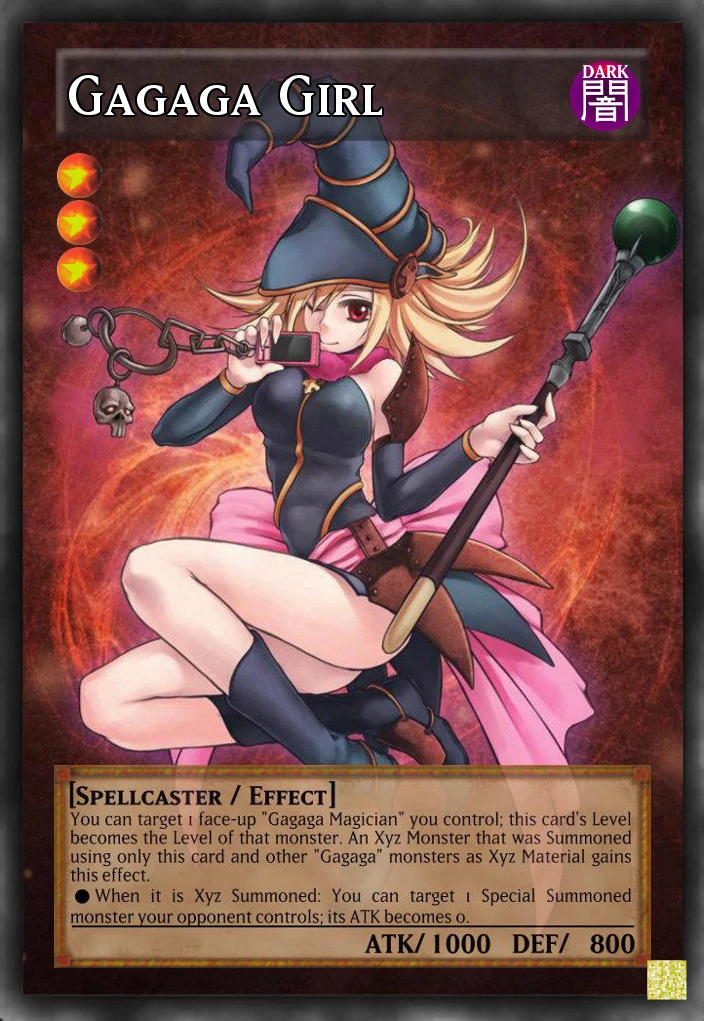 Gagaga Girl
DARK
闇
[Spellcaster / Effect]
You can target 1 face-up "Gagaga Magician" you control; this card's Level
becomes the Level of that monster. An Xyz Monster that was Summoned
using only this card and other "Gagaga" monsters as Xyz Material gains
this effect.
●When it is Xyz Summoned: You can target 1 Special Summoned
monster your opponent controls; its ATK becomes 0.
ATK/ 1000 DEF/ 800